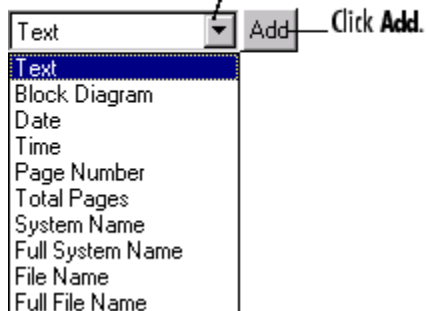 Text Add Click Add.
Text
Block Diagram
Date
Time
Page Number
Total Pages
System Name
Full System Name
File Name
Full File Name